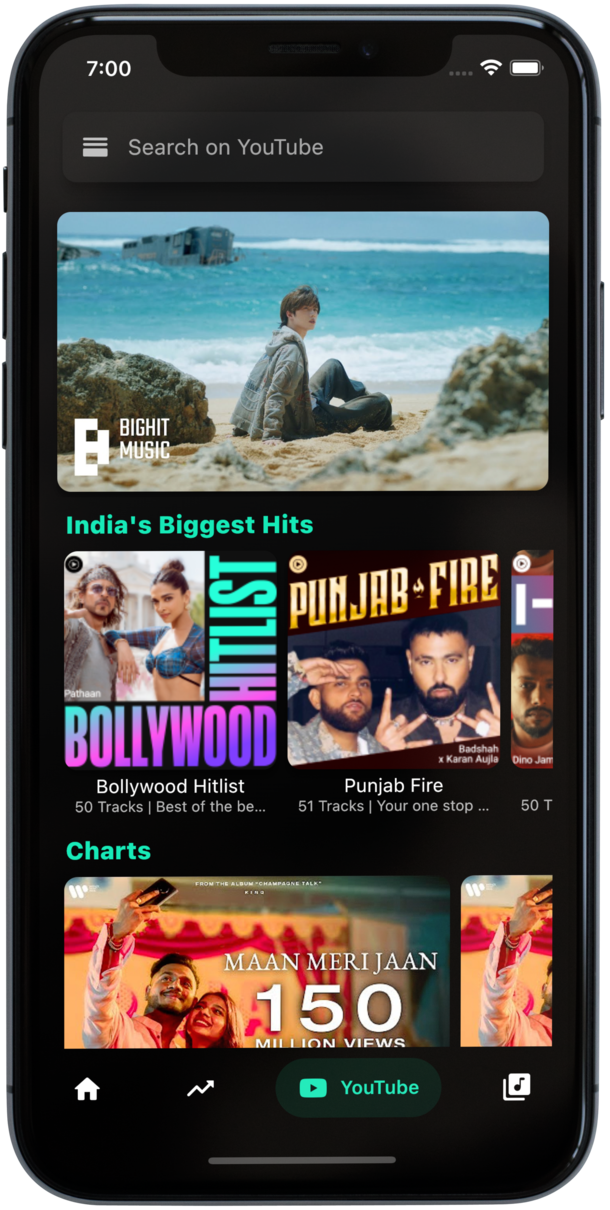 7:00
Search on YouTube
BIGHIT
MUSIC
India's Biggest Hits
Pathaan
HITLIST
BOLLYWOOD
PUNJAB FIRE
Badshah
x Karan Aujla
Dino Jam
Bollywood Hitlist
50 Tracks | Best of the be...
Punjab Fire
51 Tracks | Your one stop ...
50 T
Charts
FROM THE ALBUM "CHAMPAGNE TALK"
KING
MAAN MERI JAAN
150
MILLION VIEWS
YouTube